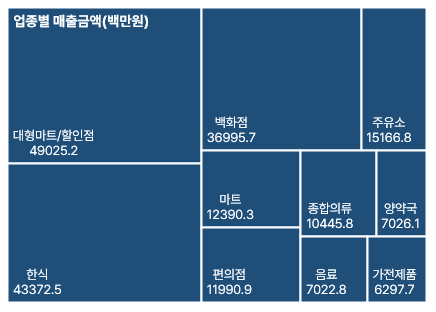 업종별 매출금액(백만원)
대형마트/할인점
49025.2
한식
43372.5
백화점
36995.7
주유소
15166.8
마트
12390.3
편의점
11990.9
종합의류
10445.8
양약국
7026.1
음료
7022.8
가전제품
6297.7